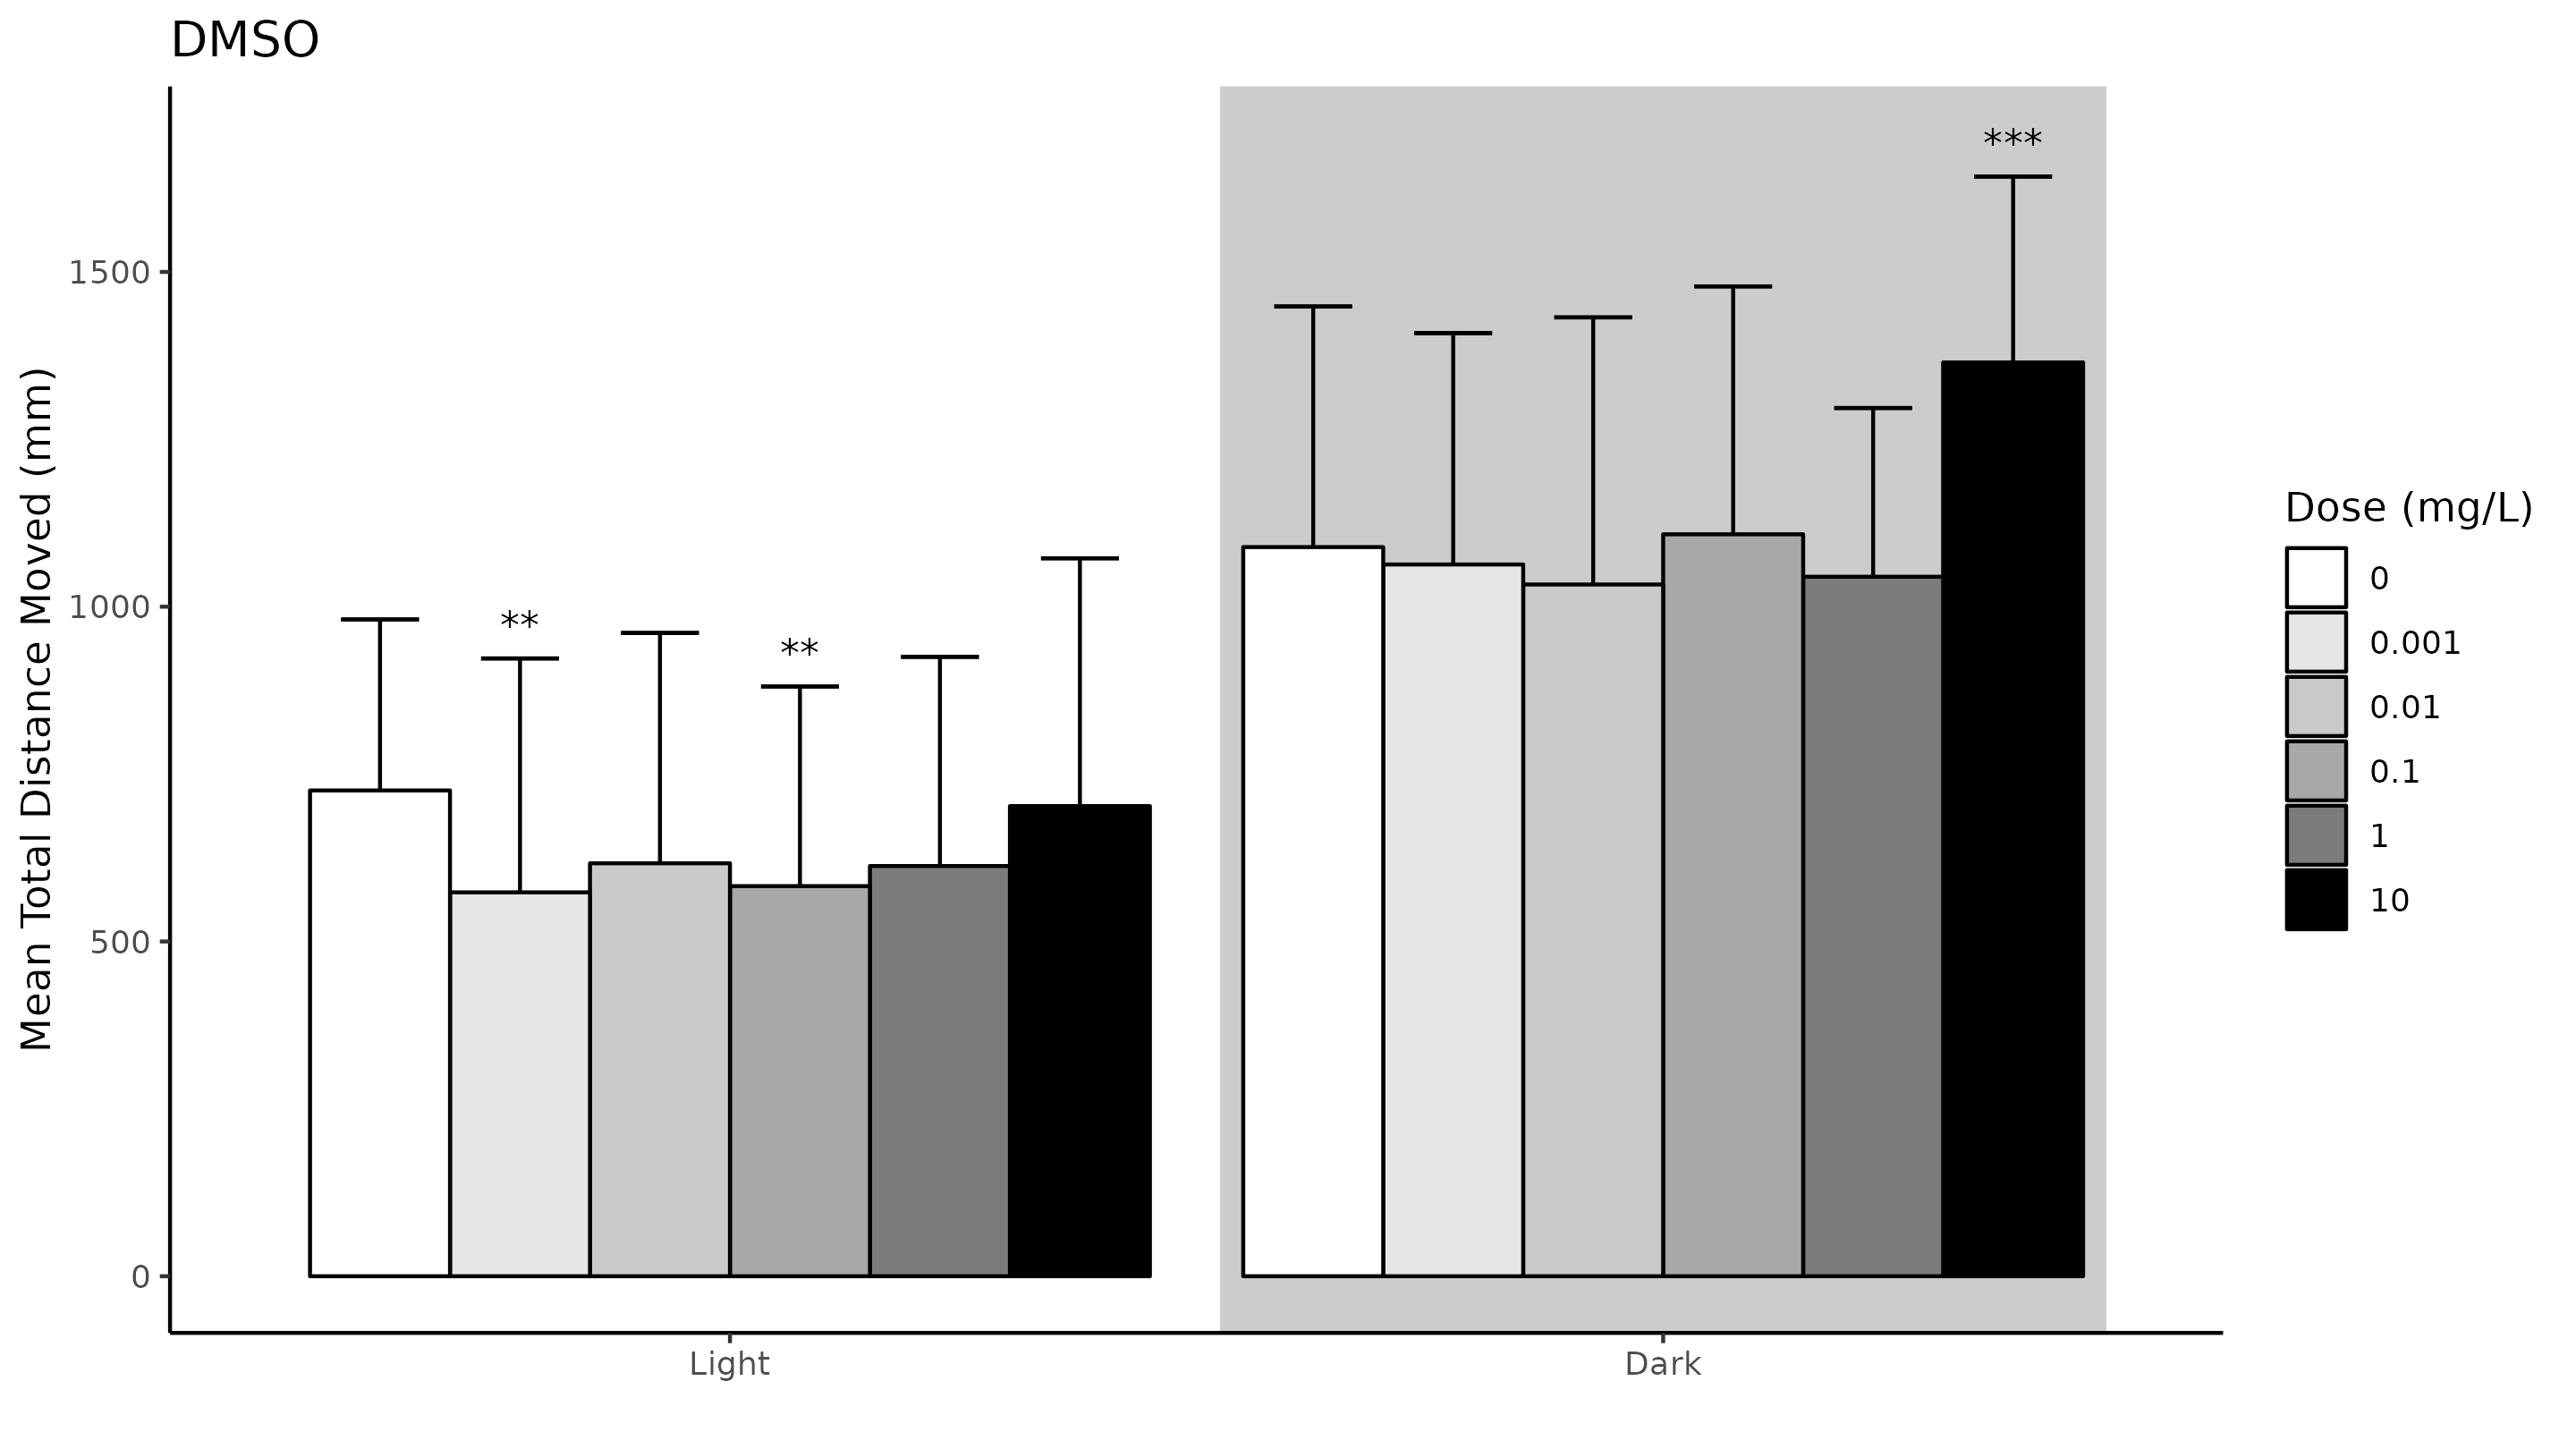 DMSO
Mean Total Distance Moved (mm)
1500
1000
500
0
**
**
***
Light
Dark
Dose (mg/L)
0
0.001
0.01
0.1
1
10